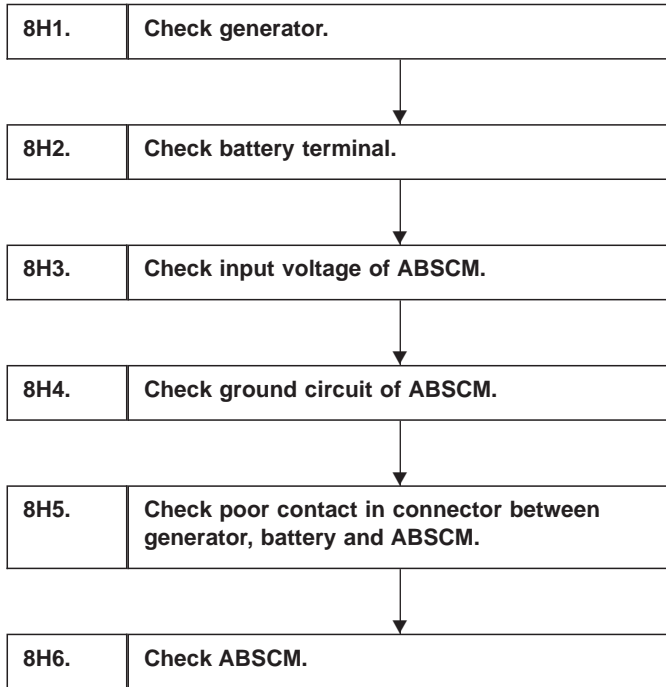 8H1. Check generator.
8H2. Check battery terminal.
8H3. Check input voltage of ABSCM.
8H4. Check ground circuit of ABSCM.
8H5. Check poor contact in connector between
generator, battery and ABSCM.
8H6. Check ABSCM.